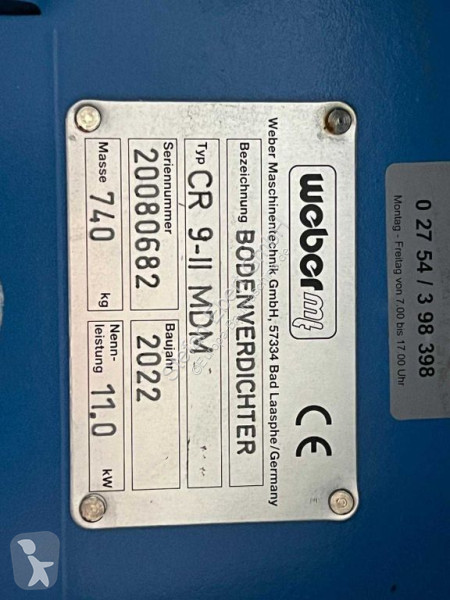 weber mt
CE
Weber Maschinentechnik GmbH, 57334 Bad Laasphe/Germany
Bezeichnung BODENVERDICHTER
Typ CR 9-II MDM
Seriennummer 20080682
Baujahr 2022
Masse 740 kg
Nenn-
leistung 11.0 kW
0 27 54 / 3 98 398
Montag - Freitag von 7.00 bis 17.00 Uhr